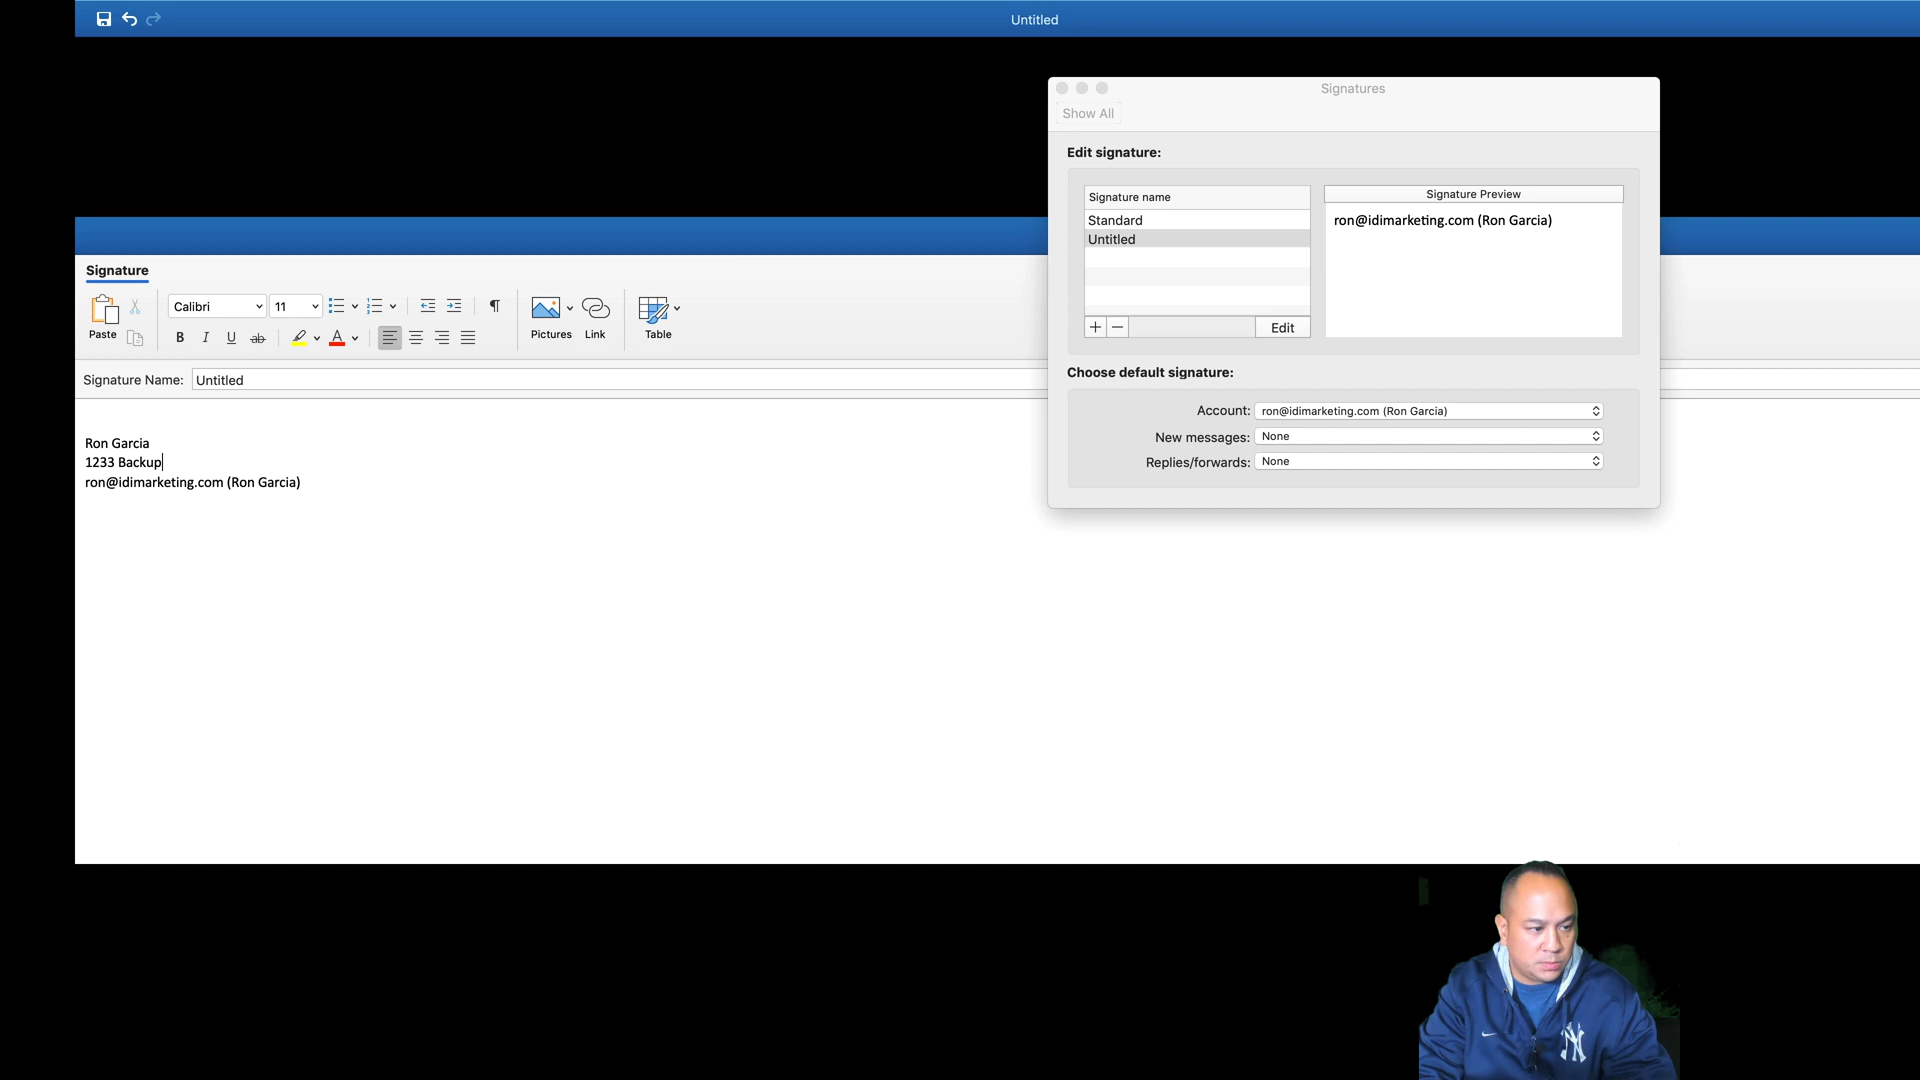 Untitled
Signatures
Show All
Edit signature:
Signature name
Standard
Untitled
Edit
Signature Preview
ron@idimarketing.com (Ron Garcia)
Choose default signature:
Account: ron@idimarketing.com (Ron Garcia)
New messages: None
Replies/forwards: None
Signature
Paste
Calibri
11
B I U ab
A
Pictures
Link
Table
Signature Name: Untitled
Ron Garcia
1233 Backup
ron@idimarketing.com (Ron Garcia)
NY